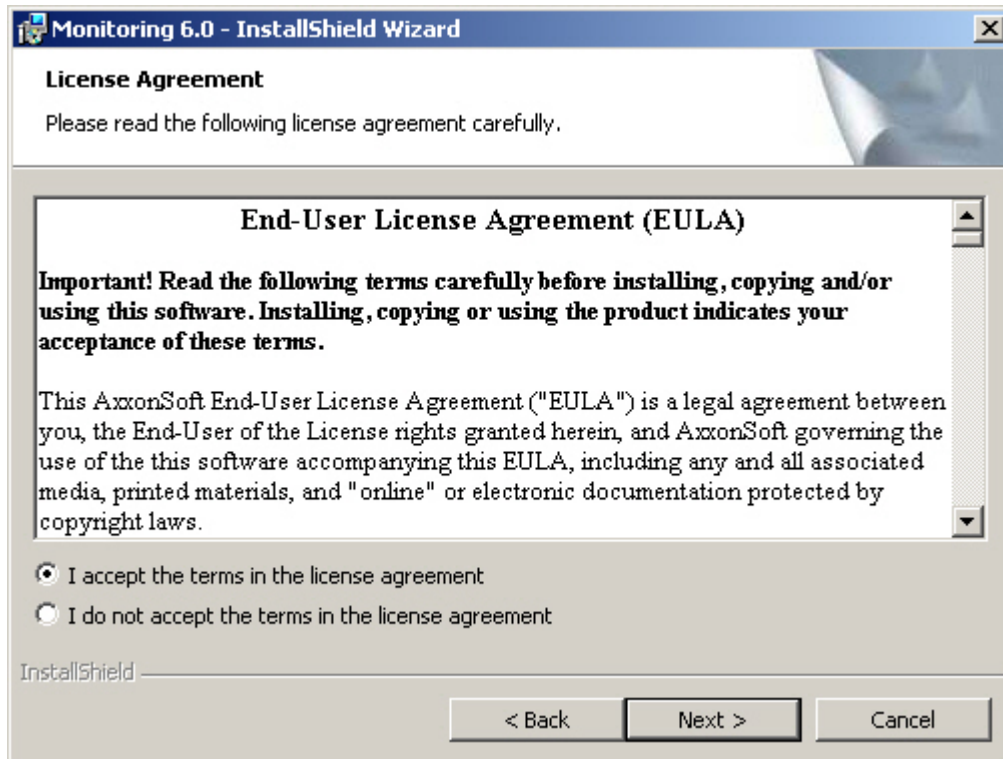 Monitoring 6.0 - InstallShield Wizard
License Agreement
Please read the following license agreement carefully.
End-User License Agreement (EULA)
Important! Read the following terms carefully before installing, copying and/or
using this software. Installing, copying or using the product indicates your
acceptance of these terms.
This AxxonSoft End-User License Agreement ("EULA") is a legal agreement between
you, the End-User of the License rights granted herein, and AxxonSoft governing the
use of the this software accompanying this EULA, including any and all associated
media, printed materials, and "online" or electronic documentation protected by
copyright laws.
I accept the terms in the license agreement
I do not accept the terms in the license agreement
InstallShield
< Back Next > Cancel